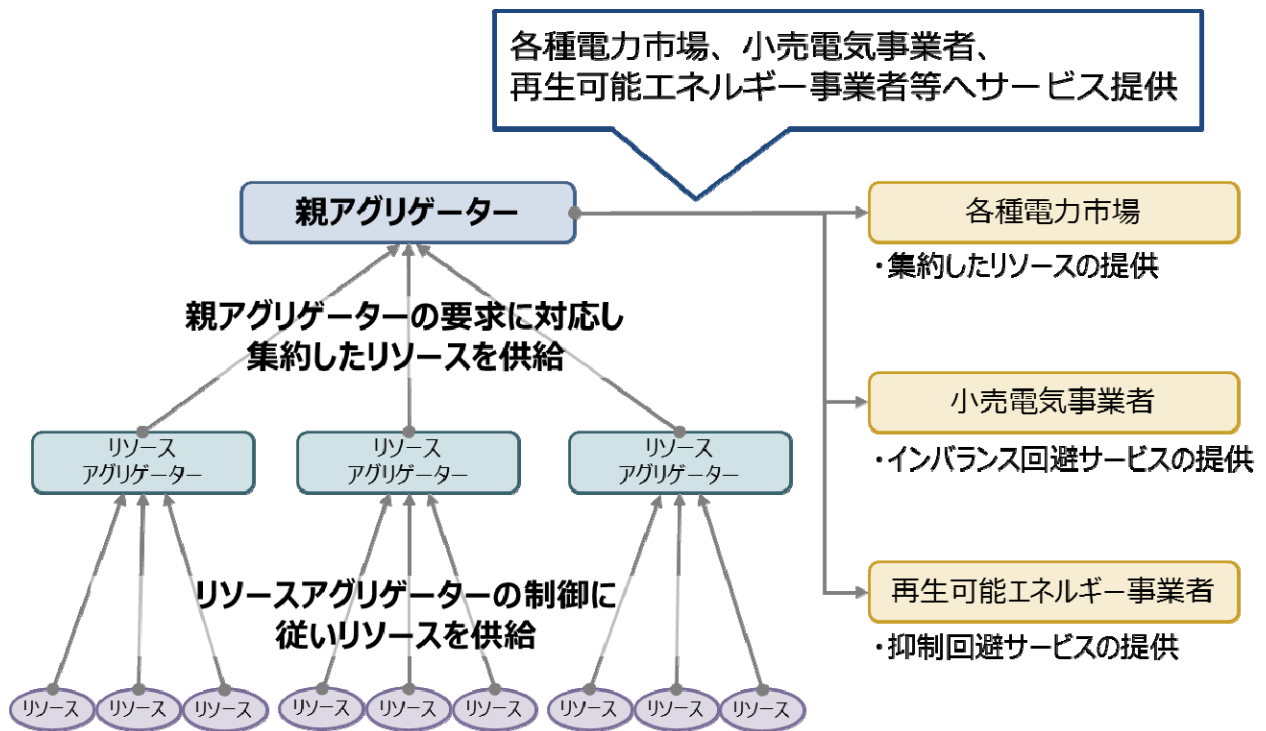 各種電力市場、小売電気事業者、
再生可能エネルギー事業者等へサービス提供
親アグリゲーター
各種電力市場
・集約したリソースの提供
親アグリゲーターの要求に対応し
集約したリソースを供給
小売電気事業者
・インバランス回避サービスの提供
リソース
アグリゲーター
リソース
アグリゲーター
リソース
アグリゲーター
リソースアグリゲーターの制御に
従いリソースを供給
再生可能エネルギー事業者
・抑制回避サービスの提供
リソース
リソース
リソース
リソース
リソース
リソース
リソース
リソース
リソース